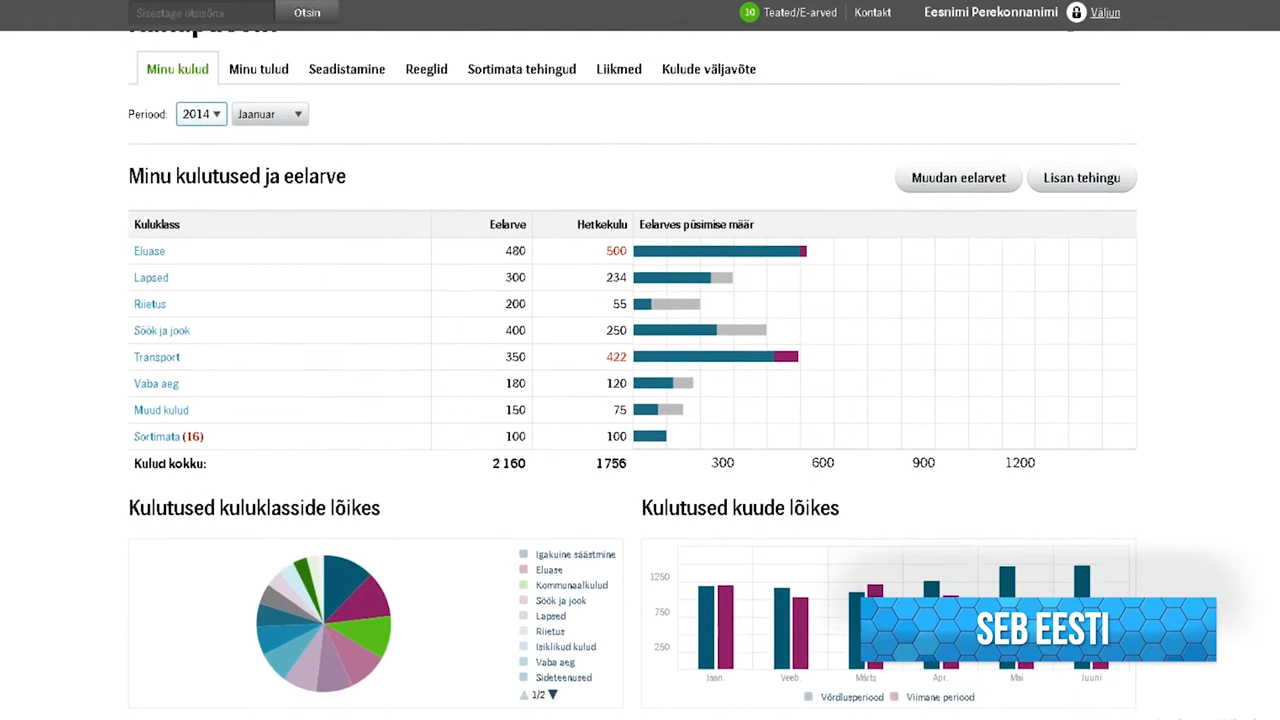 Sisestage otsisõna Otsin 10 Teated/E-arved Kontakt Eesnimi Perekonnanimi Väljun
Minu kulud Minu tulud Seadistamine Reeglid Sortimata tehingud Liikmed Kulude väljavõte
Periood: 2014 Jaanuar
Minu kulutused ja eelarve Muudan eelarvet Lisan tehingu
Kuluklass Eelarve Hetkekulu Eelarves püsimise määr
Eluase 480 500
Lapsed 300 234
Riietus 200 55
Söök ja jook 400 250
Transport 350 422
Vaba aeg 180 120
Muud kulud 150 75
Sortimata (16) 100 100
Kulud kokku: 2 160 1756 300 600 900 1200
Kulutused kuluklasside lõikes
Igakuine säästmine
Eluase
Kommunaalkulud
Söök ja jook
Lapsed
Riietus
Isiklikud kulud
Vaba aeg
Sideteenused
1/2
Kulutused kuude lõikes
1250
750
250
Jaan. Veeb. Märts Apr. Mai Juuni
Võrdlusperiood Viimane periood
SEB EESTI